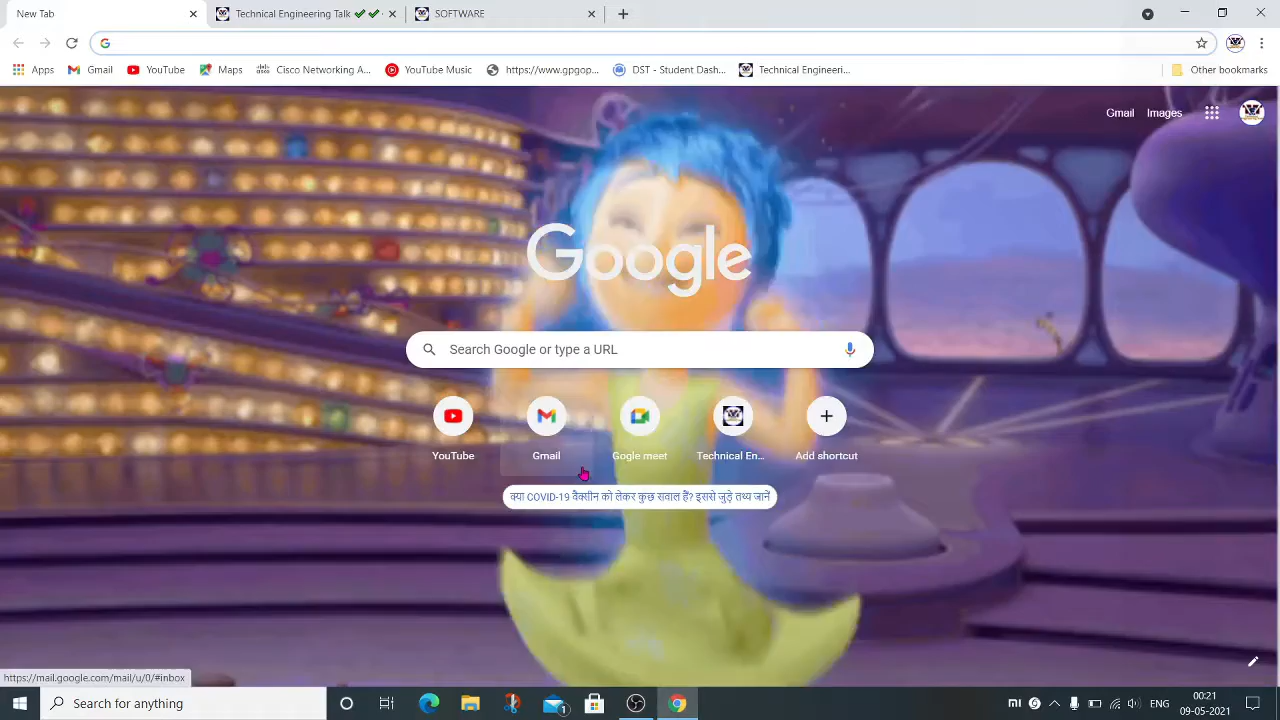 New Tab
Technical Engineering Talk ✔✔
SOFTWARE
Apps
Gmail
YouTube
Maps
Cisco Networking A...
YouTube Music
https://www.gpgop...
DST - Student Dash...
Technical Engineeri...
Other bookmarks
Gmail
Images
Google
Search Google or type a URL
YouTube
Gmail
Gogle meet
Technical En...
Add shortcut
क्या COVID-19 वैक्सीन को लेकर कुछ सवाल हैं? इससे जुड़े तथ्य जानें
https://mail.google.com/mail/u/0/#inbox
Search for anything
1
ENG
00:21
09-05-2021